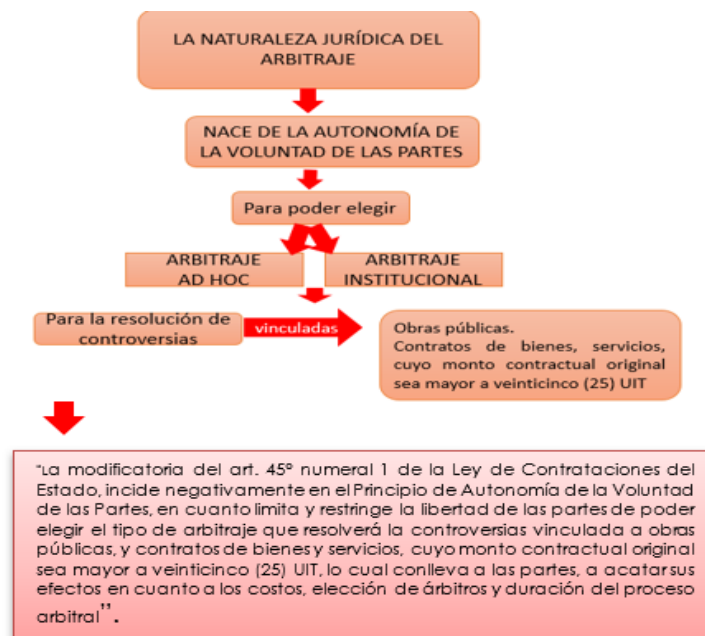 LA NATURALEZA JURÍDICA DEL
ARBITRAJE
NACE DE LA AUTONOMÍA DE
LA VOLUNTAD DE LAS PARTES
Para poder elegir
ARBITRAJE
AD HOC
ARBITRAJE
INSTITUCIONAL
Para la resolución de
controversias
vinculadas
Obras públicas.
Contratos de bienes, servicios,
cuyo monto contractual original
sea mayor a veinticinco (25) UIT
"La modificatoria del art. 45º numeral 1 de la Ley de Contrataciones del
Estado, incide negativamente en el Principio de Autonomía de la Voluntad
de las Partes, en cuanto limita y restringe la libertad de las partes de poder
elegir el tipo de arbitraje que resolverá la controversias vinculada a obras
públicas, y contratos de bienes y servicios, cuyo monto contractual original
sea mayor a veinticinco (25) UIT, lo cual conlleva a las partes, a acatar sus
efectos en cuanto a los costos, elección de árbitros y duración del proceso
arbitral".